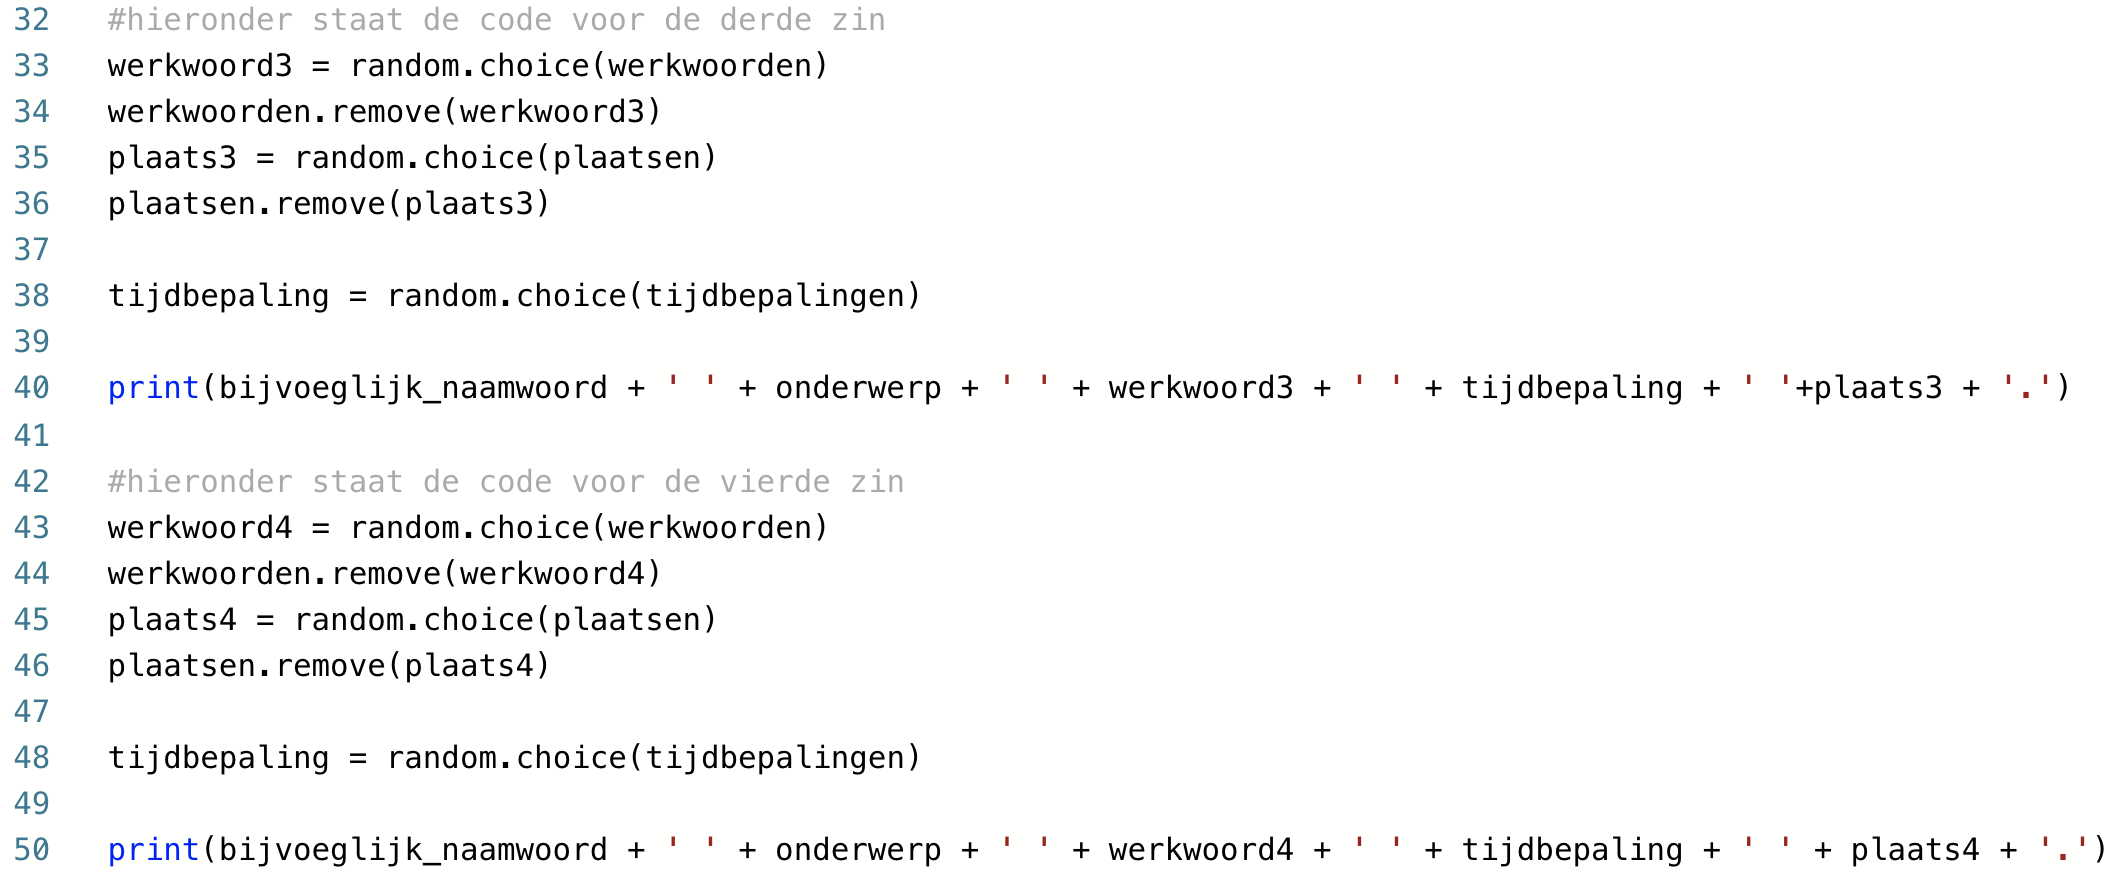 32 #hieronder staat de code voor de derde zin
33 werkwoord3 = random.choice(werkwoorden)
34 werkwoorden.remove(werkwoord3)
35 plaats3 = random.choice(plaatsen)
36 plaatsen.remove(plaats3)
37
38 tijdbepaling = random.choice(tijdbepalingen)
39
40 print(bijvoeglijk_naamwoord + ' ' + onderwerp + ' ' + werkwoord3 + ' ' + tijdbepaling + ' '+plaats3 + '.')
41
42 #hieronder staat de code voor de vierde zin
43 werkwoord4 = random.choice(werkwoorden)
44 werkwoorden.remove(werkwoord4)
45 plaats4 = random.choice(plaatsen)
46 plaatsen.remove(plaats4)
47
48 tijdbepaling = random.choice(tijdbepalingen)
49
50 print(bijvoeglijk_naamwoord + ' ' + onderwerp + ' ' + werkwoord4 + ' ' + tijdbepaling + ' ' + plaats4 + '.')